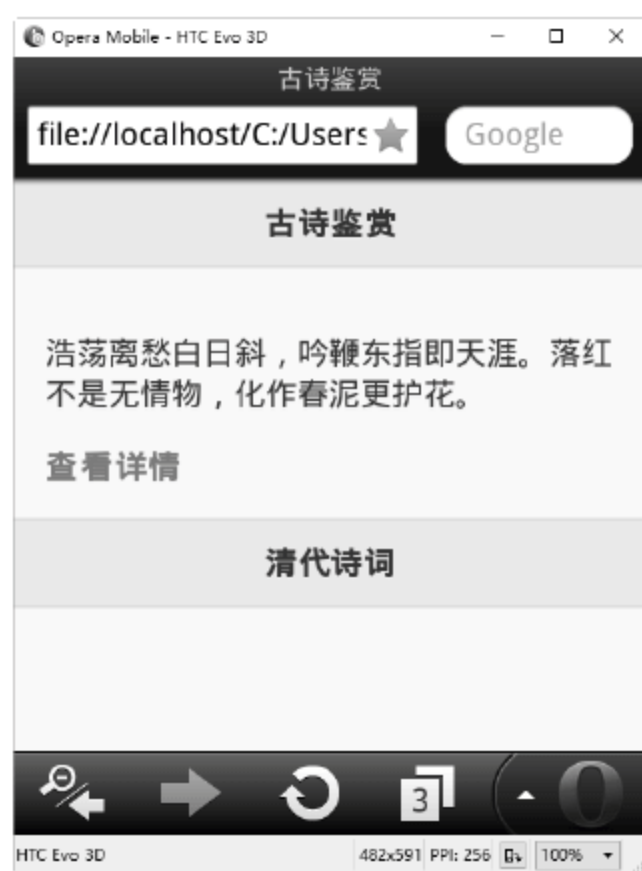 Opera Mobile - HTC Evo 3D
古诗鉴赏
file://localhost/C:/Users
Google
古诗鉴赏
浩荡离愁白日斜，吟鞭东指即天涯。落红
不是无情物，化作春泥更护花。
查看详情
清代诗词
3
HTC Evo 3D 482x591 PPI: 256 100%